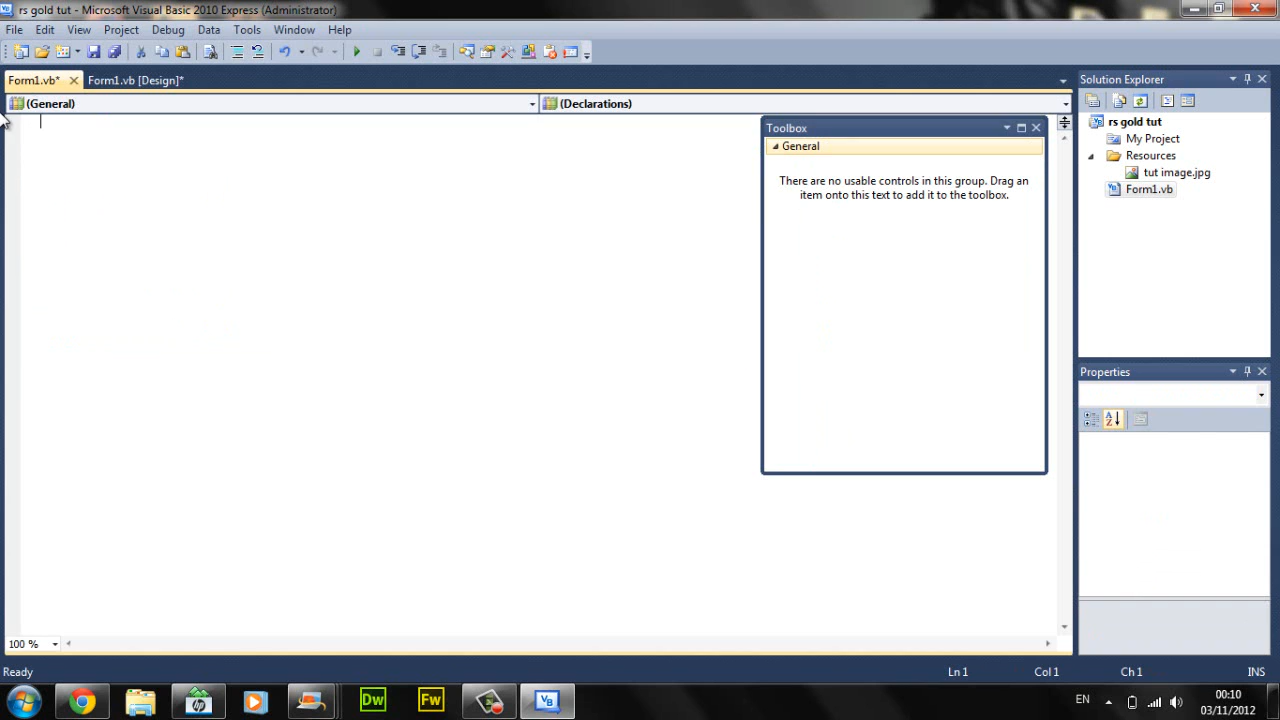 rs gold tut - Microsoft Visual Basic 2010 Express (Administrator)
File Edit View Project Debug Data Tools Window Help
Form1.vb* Form1.vb [Design]*
(General) (Declarations)
Toolbox
General
There are no usable controls in this group. Drag an
item onto this text to add it to the toolbox.
Solution Explorer
rs gold tut
My Project
Resources
tut image.jpg
Form1.vb
Properties
100 %
Ready Ln 1 Col 1 Ch 1 INS
Dw Fw VB EN 00:10
03/11/2012